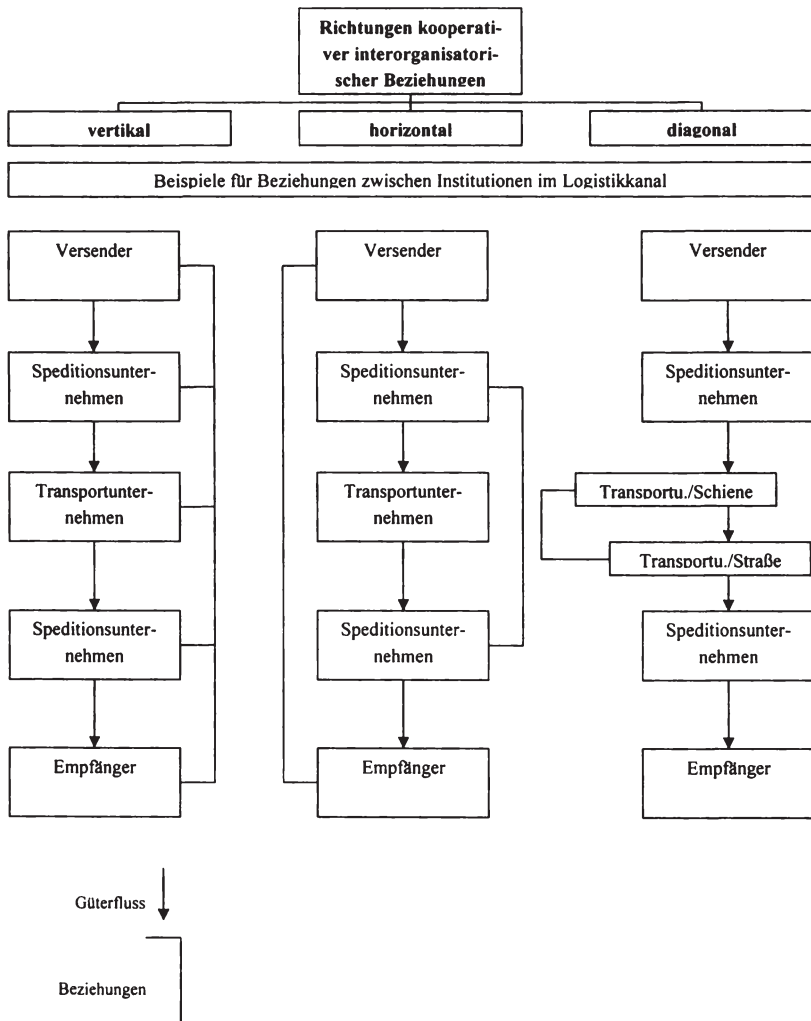 Richtungen kooperati-
ver interorganisatori-
scher Beziehungen
vertikal
horizontal
diagonal
Beispiele für Beziehungen zwischen Institutionen im Logistikkanal
Versender
Speditionsunter-
nehmen
Transportunter-
nehmen
Speditionsunter-
nehmen
Empfänger
Versender
Speditionsunter-
nehmen
Transportunter-
nehmen
Speditionsunter-
nehmen
Empfänger
Versender
Speditionsunter-
nehmen
Transportu./Schiene
Transportu./Straße
Speditionsunter-
nehmen
Empfänger
Güterfluss
Beziehungen